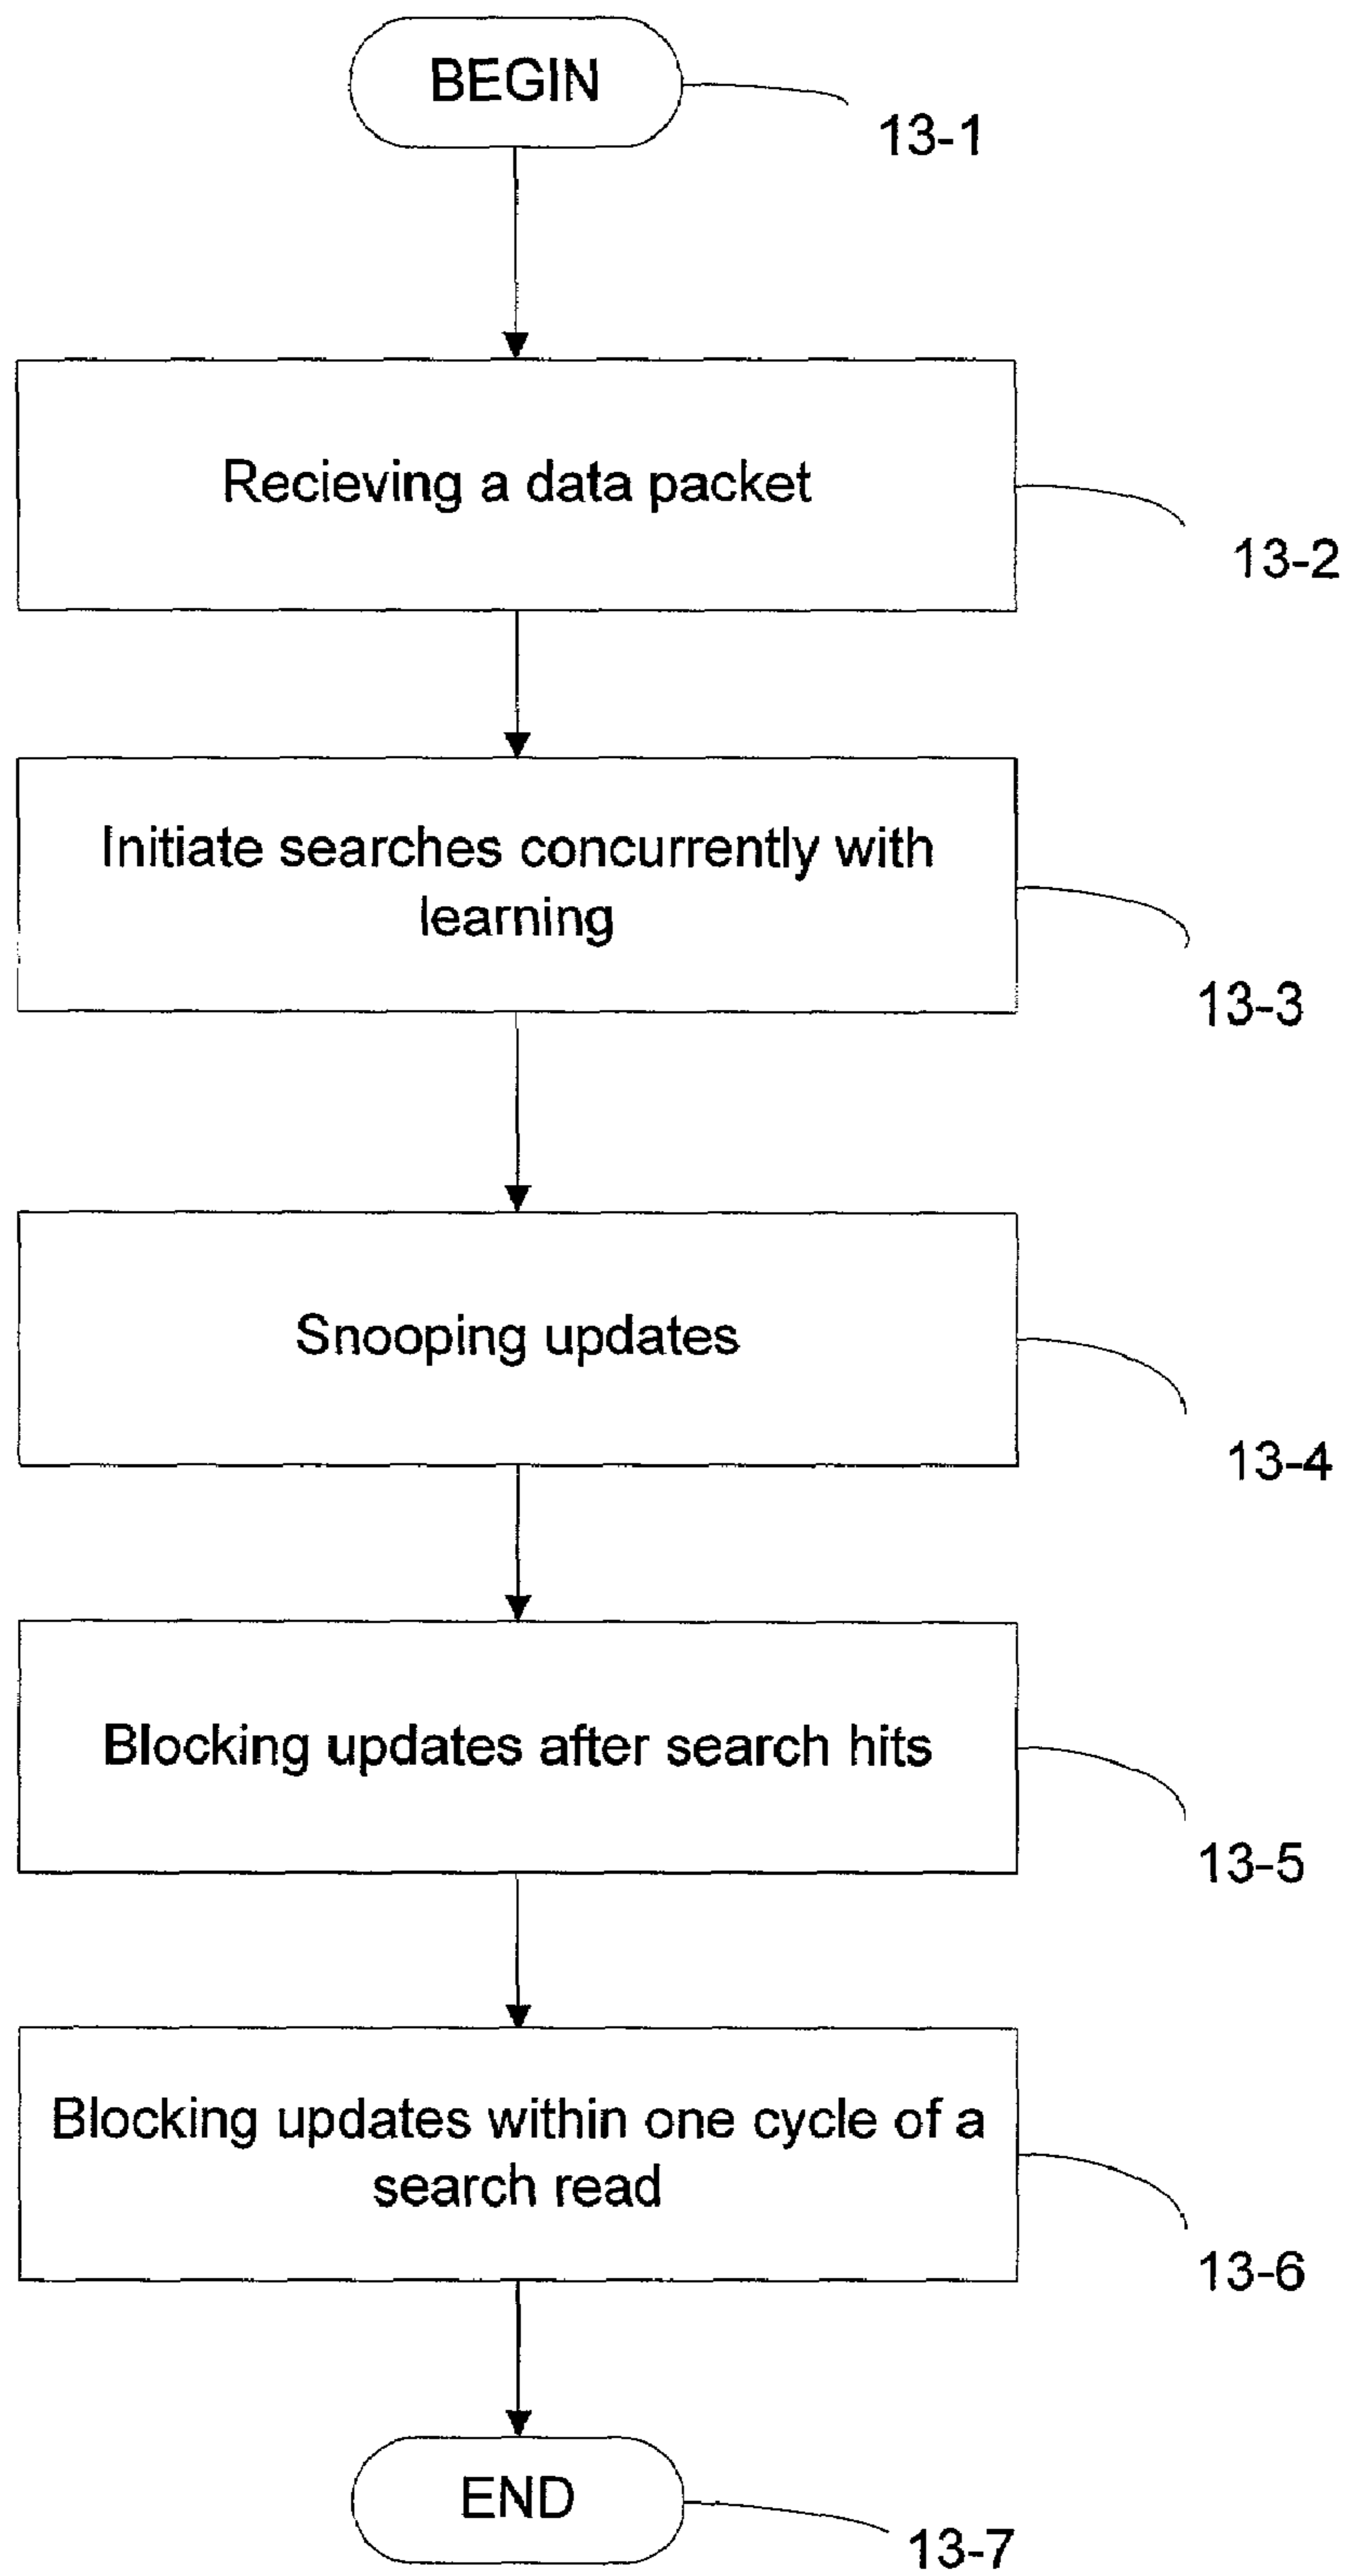 BEGIN
13-1
Recieving a data packet
13-2
Initiate searches concurrently with
learning
13-3
Snooping updates
13-4
Blocking updates after search hits
13-5
Blocking updates within one cycle of a
search read
13-6
END
13-7